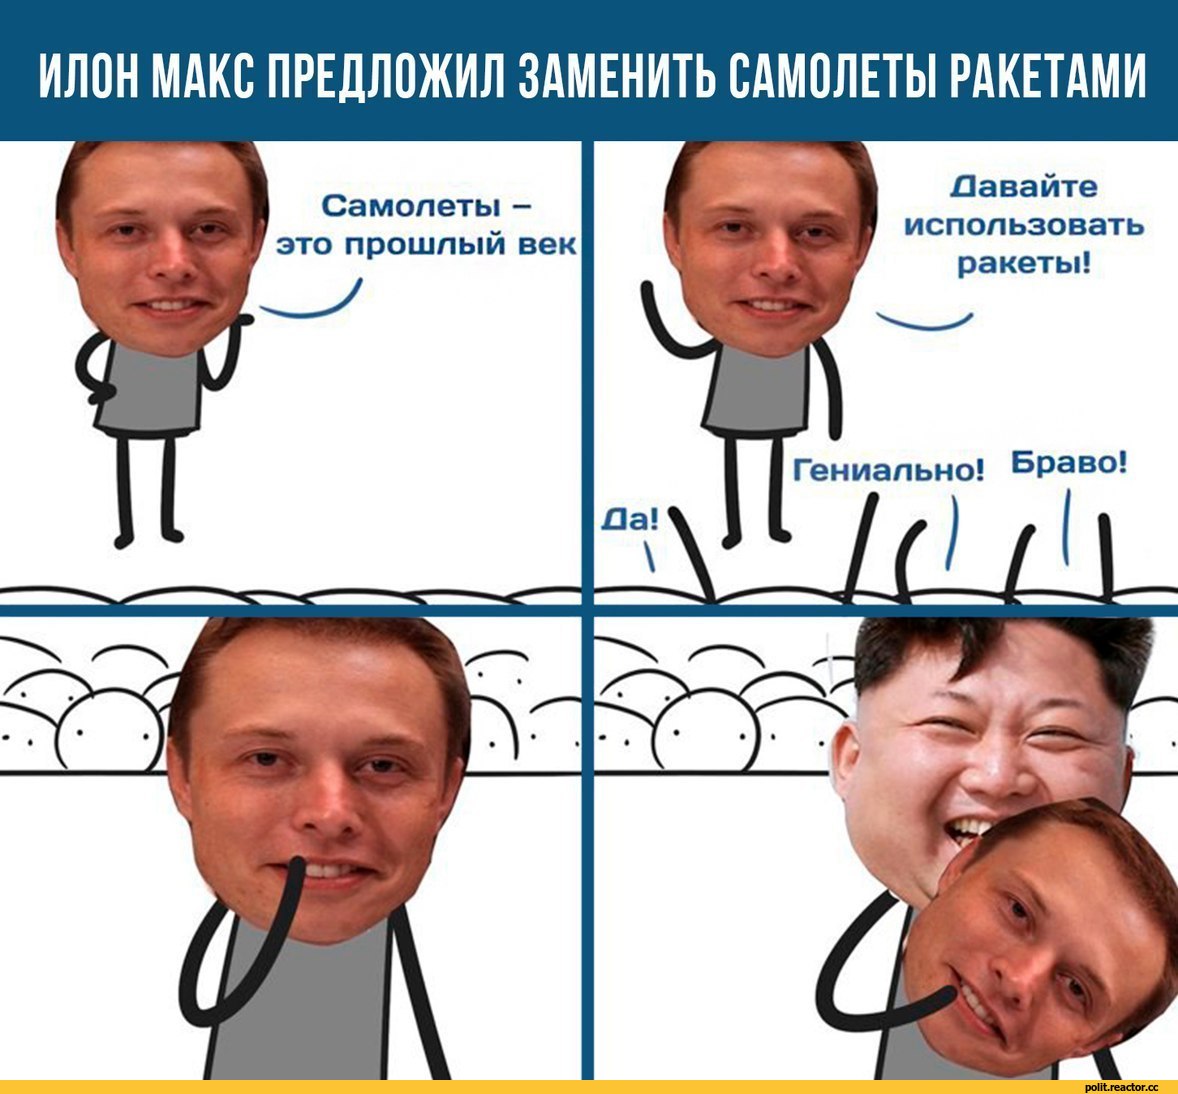 ИЛОН МАКС ПРЕДЛОЖИЛ ЗАМЕНИТЬ САМОЛЕТЫ РАКЕТАМИ
Самолеты –
это прошлый век
Давайте
использовать
ракеты!
Да!
Гениально!
Браво!
polit.reactor.cc